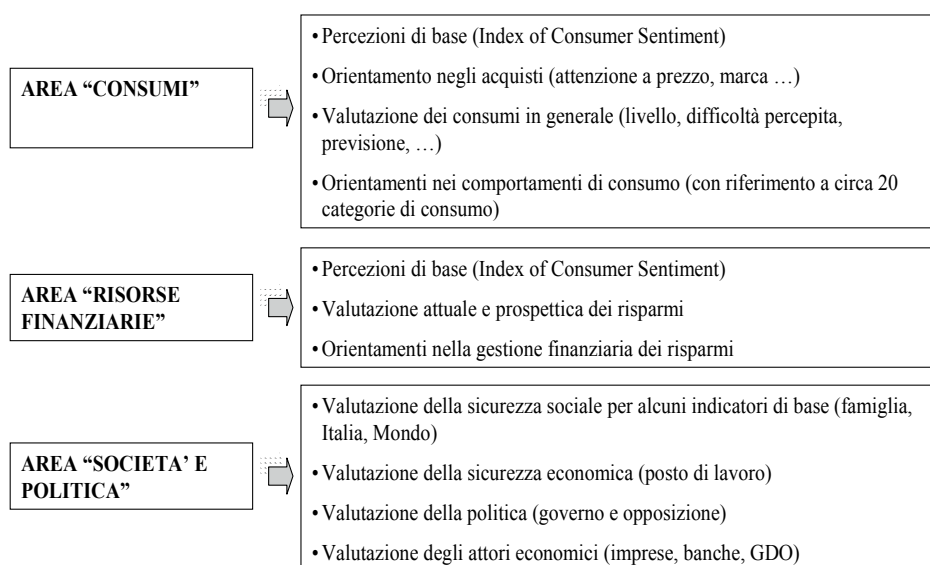 AREA “CONSUMI”
•Percezioni di base (Index of Consumer Sentiment)
•Orientamento negli acquisti (attenzione a prezzo, marca …)
•Valutazione dei consumi in generale (livello, difficoltà percepita,
previsione, …)
•Orientamenti nei comportamenti di consumo (con riferimento a circa 20
categorie di consumo)
AREA “RISORSE
FINANZIARIE”
•Percezioni di base (Index of Consumer Sentiment)
•Valutazione attuale e prospettica dei risparmi
•Orientamenti nella gestione finanziaria dei risparmi
AREA “SOCIETA’ E
POLITICA”
•Valutazione della sicurezza sociale per alcuni indicatori di base (famiglia,
Italia, Mondo)
•Valutazione della sicurezza economica (posto di lavoro)
•Valutazione della politica (governo e opposizione)
•Valutazione degli attori economici (imprese, banche, GDO)